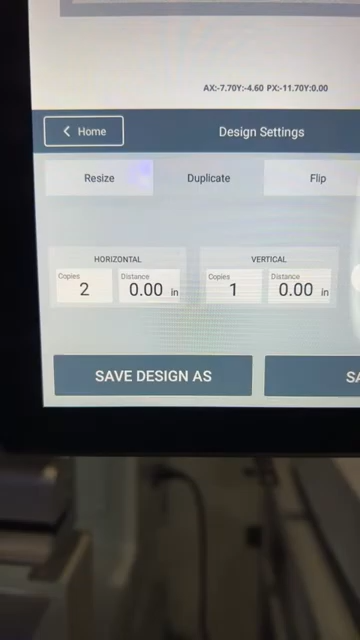 AX:-7.70Y:-4.60 PX:-11.70Y:0.00
Home
Design Settings
Resize
Duplicate
Flip
HORIZONTAL
VERTICAL
Copies
2
Distance
0.00 in
Copies
1
Distance
0.00 in
SAVE DESIGN AS
SA